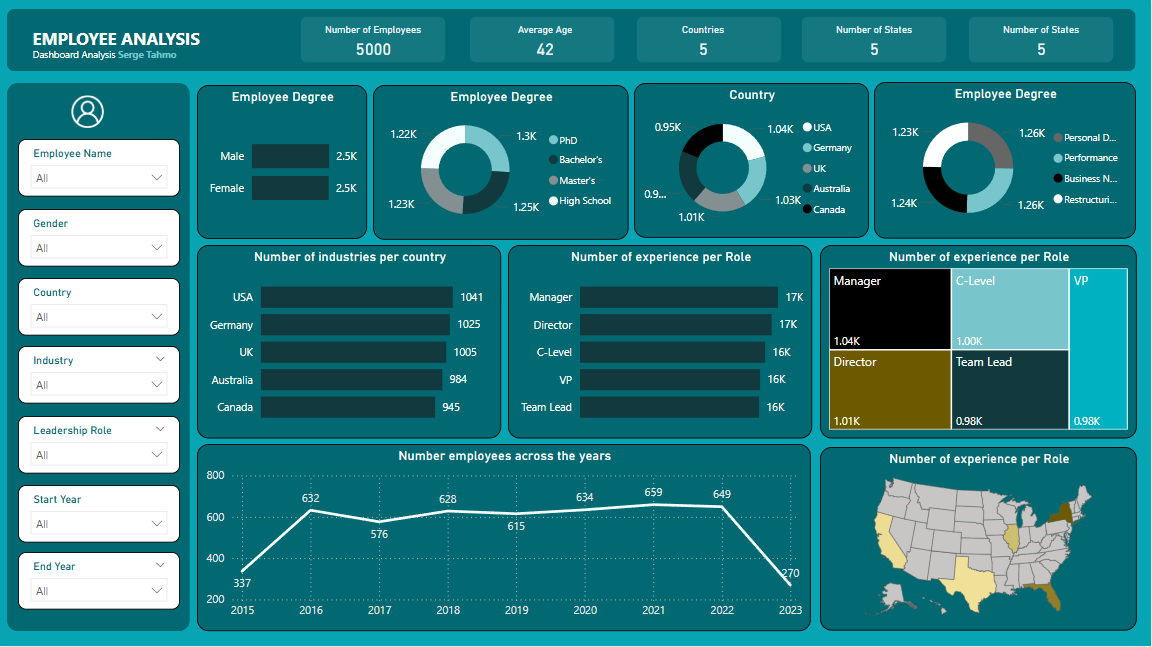 EMPLOYEE ANALYSIS
Dashboard Analysis Serge Tahmo
Number of Employees
5000
Average Age
42
Countries
5
Number of States
5
Number of States
5
Employee Name
All
Gender
All
Country
All
Industry
All
Leadership Role
All
Start Year
All
End Year
All
Employee Degree
Male
2.5K
Female
2.5K
Employee Degree
1.22K
1.3K
1.23K
1.25K
PhD
Bachelor's
Master's
High School
Country
0.95K
1.04K
0.9...
1.03K
1.01K
USA
Germany
UK
Australia
Canada
Employee Degree
1.23K
1.26K
1.24K
1.26K
Personal D...
Performance
Business N...
Restructuri...
Number of industries per country
USA
1041
Germany
1025
UK
1005
Australia
984
Canada
945
Number of experience per Role
Manager
17K
Director
17K
C-Level
16K
VP
16K
Team Lead
16K
Number of experience per Role
Manager
1.04K
C-Level
1.00K
VP
0.98K
Director
1.01K
Team Lead
0.98K
Number employees across the years
800
600
400
200
337
632
576
628
615
634
659
649
270
2015
2016
2017
2018
2019
2020
2021
2022
2023
Number of experience per Role